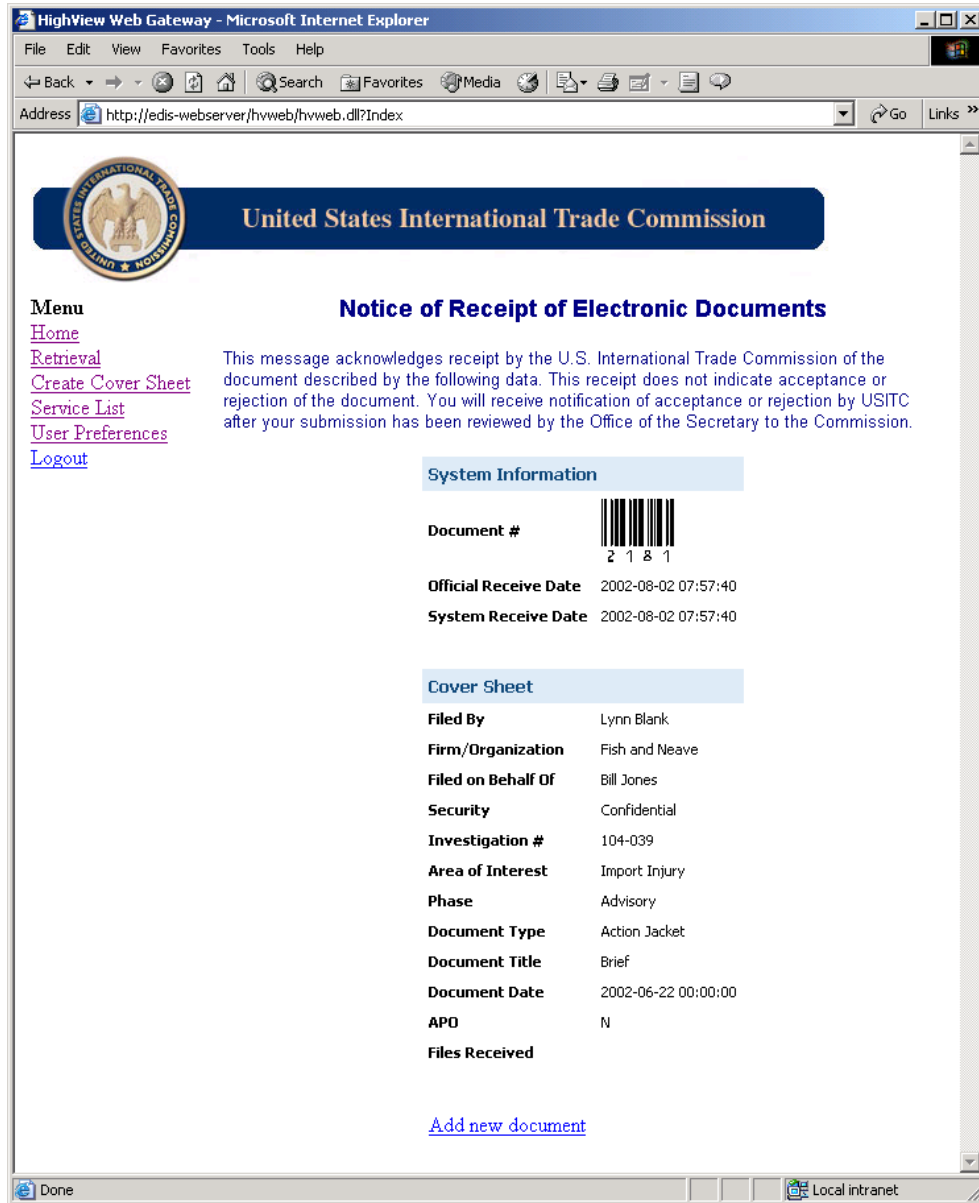 HighView Web Gateway - Microsoft Internet Explorer
File Edit View Favorites Tools Help
Back Search Favorites Media
Address http://edis-webserver/hvweb/hvweb.dll?Index Go Links »
UNITED STATES INTERNATIONAL TRADE COMMISSION
United States International Trade Commission
Menu
Home
Retrieval
Create Cover Sheet
Service List
User Preferences
Logout
Notice of Receipt of Electronic Documents
This message acknowledges receipt by the U.S. International Trade Commission of the
document described by the following data. This receipt does not indicate acceptance or
rejection of the document. You will receive notification of acceptance or rejection by USITC
after your submission has been reviewed by the Office of the Secretary to the Commission.
System Information
Document # 2181
Official Receive Date 2002-08-02 07:57:40
System Receive Date 2002-08-02 07:57:40
Cover Sheet
Filed By Lynn Blank
Firm/Organization Fish and Neave
Filed on Behalf Of Bill Jones
Security Confidential
Investigation # 104-039
Area of Interest Import Injury
Phase Advisory
Document Type Action Jacket
Document Title Brief
Document Date 2002-06-22 00:00:00
APO N
Files Received
Add new document
Done Local intranet